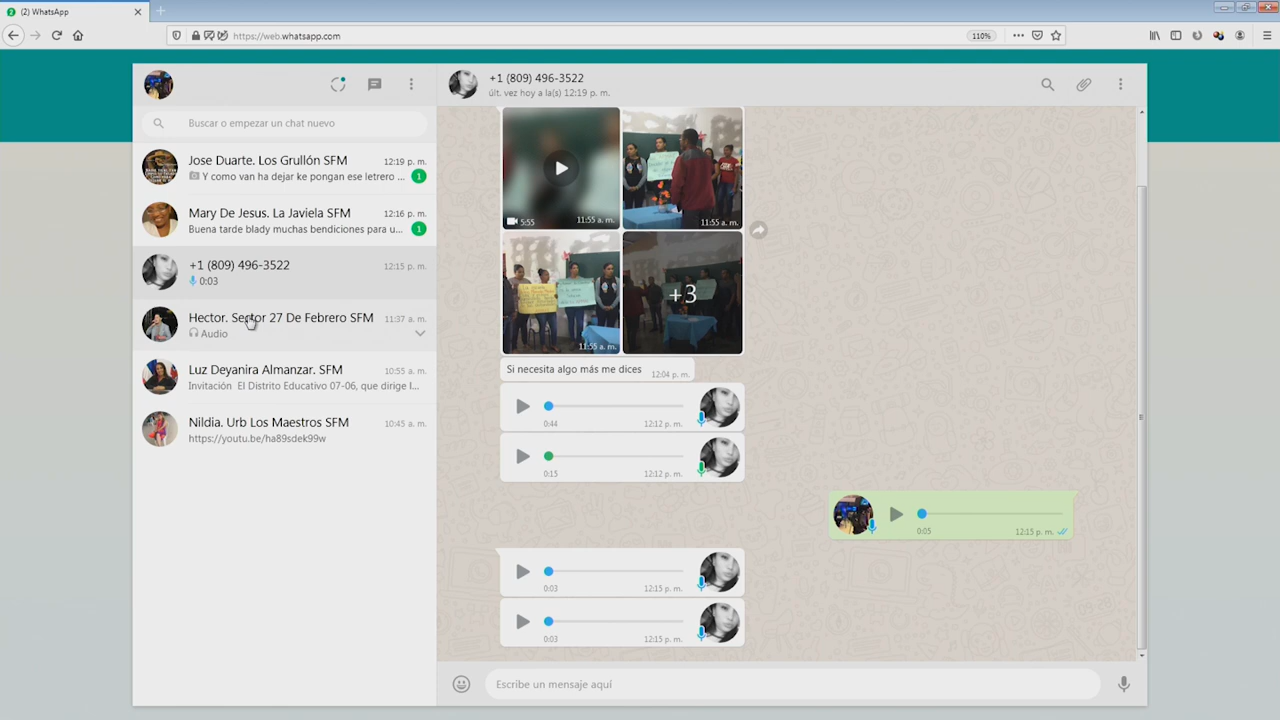 (2) WhatsApp
https://web.whatsapp.com
110%
Buscar o empezar un chat nuevo
Jose Duarte. Los Grullón SFM
12:19 p. m.
Y como van ha dejar ke pongan ese letrero ...
1
Mary De Jesus. La Javiela SFM
12:16 p. m.
Buena tarde blady muchas bendiciones para u...
1
+1 (809) 496-3522
12:15 p. m.
0:03
Hector. Sector 27 De Febrero SFM
11:37 a. m.
Audio
Luz Deyanira Almanzar. SFM
10:55 a. m.
Invitación El Distrito Educativo 07-06, que dirige l...
Nildia. Urb Los Maestros SFM
10:45 a. m.
https://youtu.be/ha89sdek99w
+1 (809) 496-3522
últ. vez hoy a la(s) 12:19 p. m.
5:55
11:55 a. m.
11:55 a. m.
11:55 a. m.
+3
Si necesita algo más me dices
12:04 p. m.
0:44
12:12 p. m.
0:15
12:12 p. m.
0:05
12:15 p. m.
0:03
12:15 p. m.
0:03
12:15 p. m.
Escribe un mensaje aquí